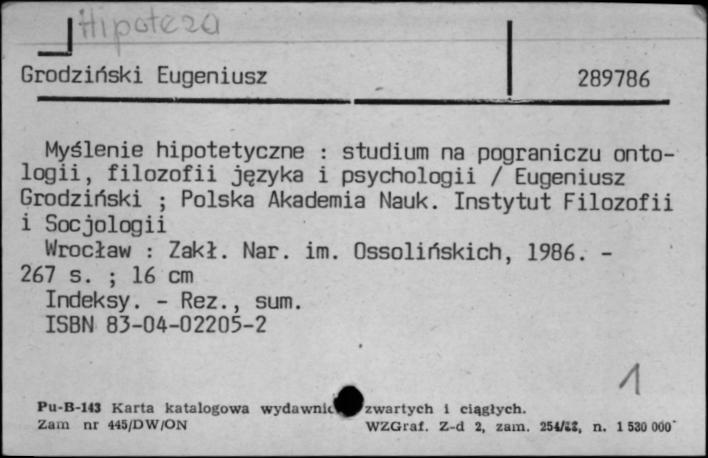 Hipoteza
Grodziński Eugeniusz 289786
Myślenie hipotetyczne : studium na pograniczu onto-
logii, filozofii języka i psychologii / Eugeniusz
Grodziński ; Polska Akademia Nauk. Instytut Filozofii
i Socjologii
Wrocław : Zakł. Nar. im. Ossolińskich, 1986. -
267 s. ; 16 cm
Indeksy. - Rez., sum.
ISBN 83-04-02205-2
1
Pu-B-143 Karta katalogowa zwartych i ciągłych.
Zam nr 445/DW/ON WZGraf. Z-d 2, zam. n. 1 530 000